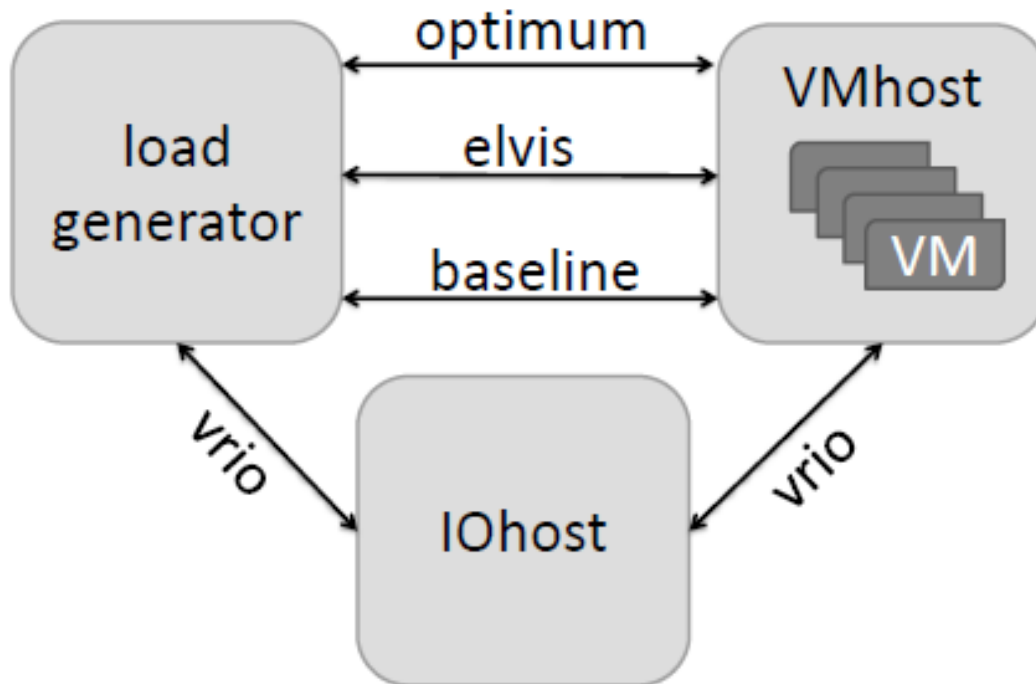 optimum
load
generator
elvis
baseline
VMhost
VM
vrio
vrio
IOhost